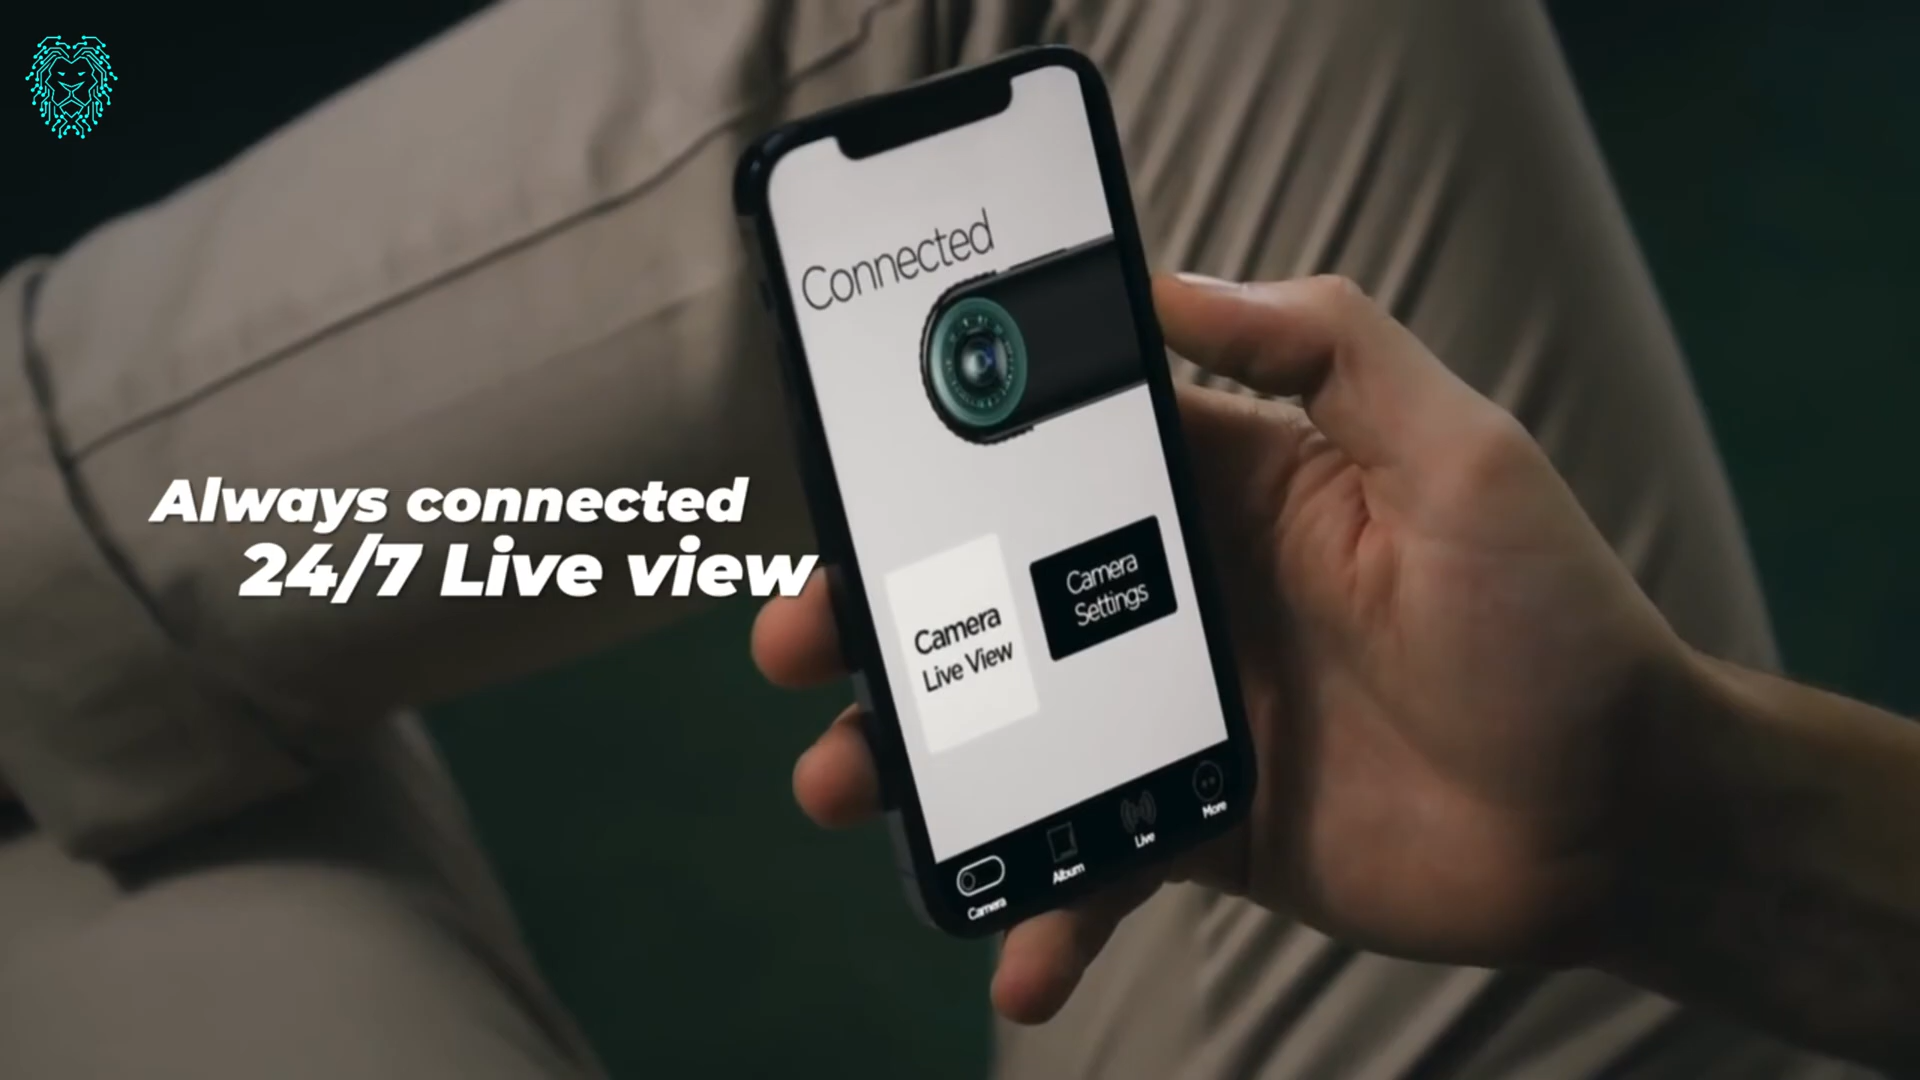 Connected
Always connected
24/7 Live view
Camera
Live View
Camera
Settings
Camera
Album
Live
More